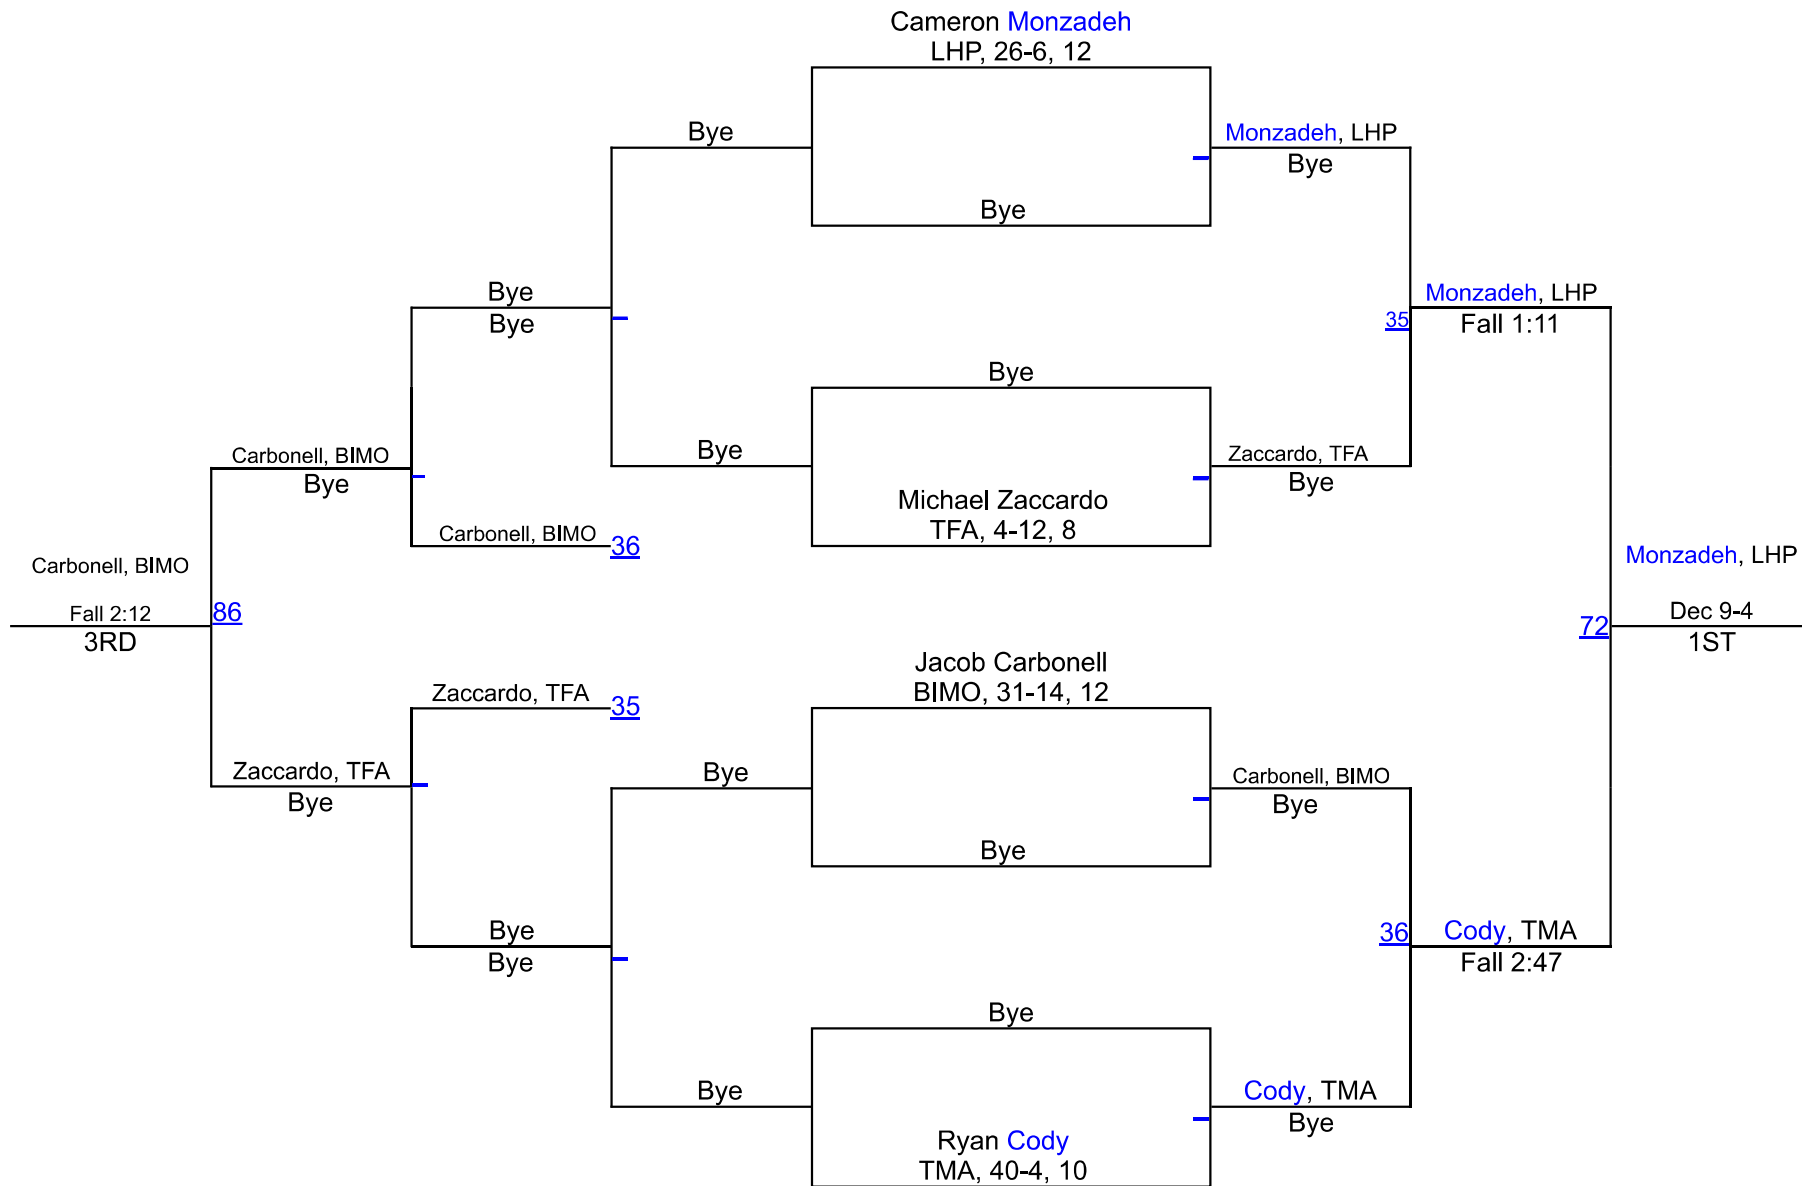 Cameron Monzadeh
LHP, 26-6, 12
Bye
Monzadeh, LHP
Bye
Bye
Bye
Bye
Monzadeh, LHP
35
Fall 1:11
Bye
Bye
Zaccardo, TFA
Bye
Michael Zaccardo
TFA, 4-12, 8
Carbonell, BIMO
Bye
Carbonell, BIMO
36
Carbonell, BIMO
Fall 2:12
86
3RD
Monzadeh, LHP
72
Dec 9-4
1ST
Zaccardo, TFA
35
Jacob Carbonell
BIMO, 31-14, 12
Zaccardo, TFA
Bye
Bye
Carbonell, BIMO
Bye
Bye
Bye
Bye
36
Cody, TMA
Fall 2:47
Bye
Bye
Cody, TMA
Bye
Ryan Cody
TMA, 40-4, 10